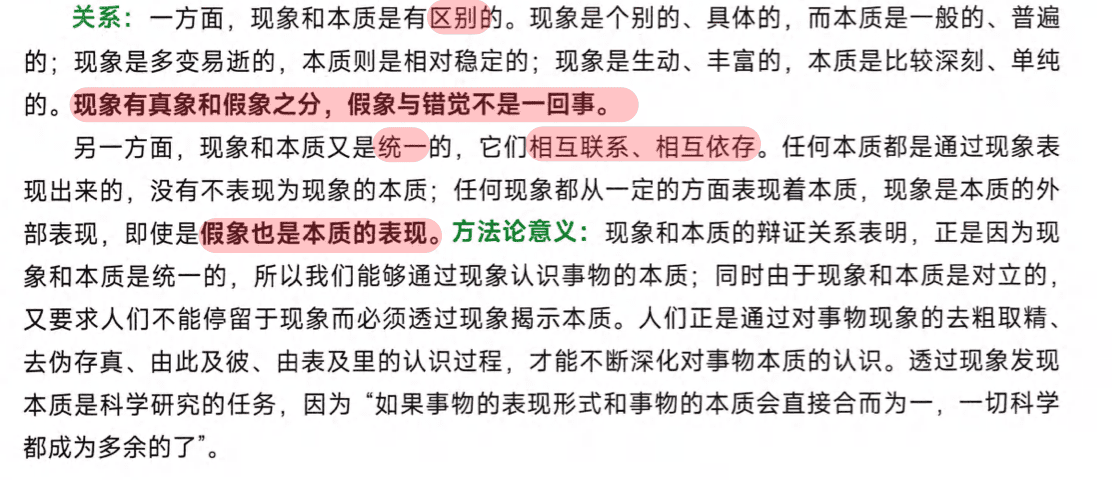 关系：一方面，现象和本质是有区别的。现象是个别的、具体的，而本质是一般的、普遍
的；现象是多变易逝的，本质则是相对稳定的；现象是生动、丰富的，本质是比较深刻、单纯
的。现象有真象和假象之分，假象与错觉不是一回事。
另一方面，现象和本质又是统一的，它们相互联系、相互依存。任何本质都是通过现象表
现出来的，没有不表现为现象的本质；任何现象都从一定的方面表现着本质，现象是本质的外
部表现，即使是假象也是本质的表现。方法论意义：现象和本质的辩证关系表明，正是因为现
象和本质是统一的，所以我们能够通过现象认识事物的本质；同时由于现象和本质是对立的，
又要求人们不能停留于现象而必须透过现象揭示本质。人们正是通过对事物现象的去粗取精、
去伪存真、由此及彼、由表及里的认识过程，才能不断深化对事物本质的认识。透过现象发现
本质是科学研究的任务，因为“如果事物的表现形式和事物的本质会直接合而为一，一切科学
都成为多余的了”。